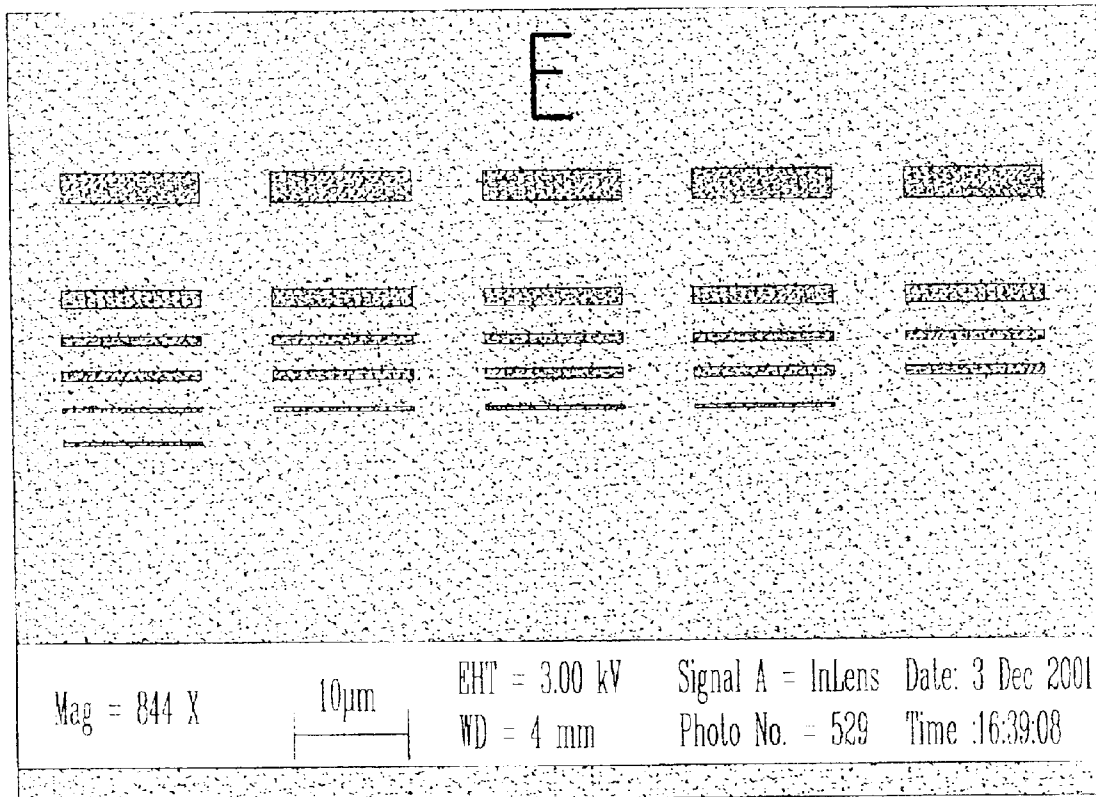 E
Mag = 844 X
10µm
EHT = 3.00 kV
WD = 4 mm
Signal A = InLens
Photo No. = 529
Date: 3 Dec 2001
Time :16:39:08